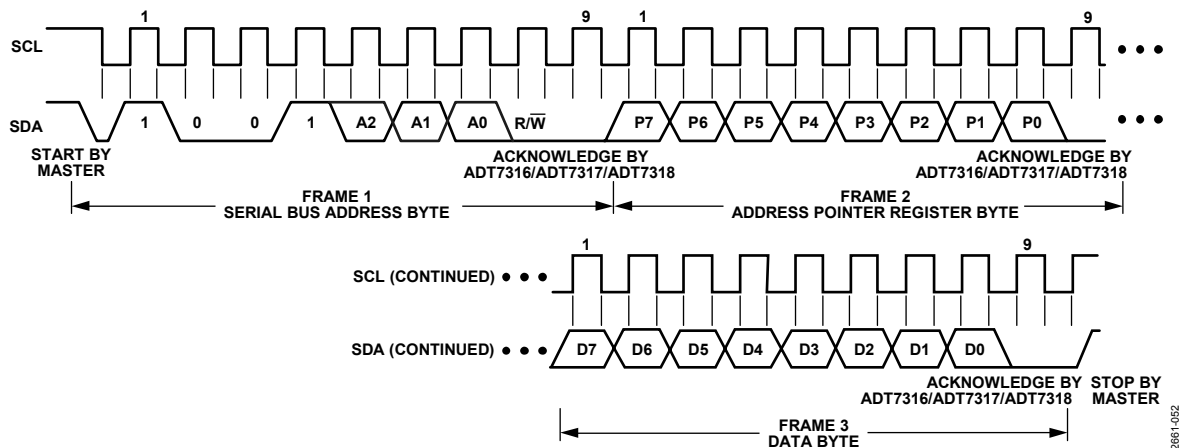 1 9 1 9
SCL
SDA
1 0 0 1 A2 A1 A0 R/W̅ P7 P6 P5 P4 P3 P2 P1 P0
START BY
MASTER
ACKNOWLEDGE BY
ADT7316/ADT7317/ADT7318
ACKNOWLEDGE BY
ADT7316/ADT7317/ADT7318
FRAME 1
SERIAL BUS ADDRESS BYTE
FRAME 2
ADDRESS POINTER REGISTER BYTE
1 9
SCL (CONTINUED)
SDA (CONTINUED)
D7 D6 D5 D4 D3 D2 D1 D0
ACKNOWLEDGE BY
ADT7316/ADT7317/ADT7318
STOP BY
MASTER
FRAME 3
DATA BYTE
2661-052